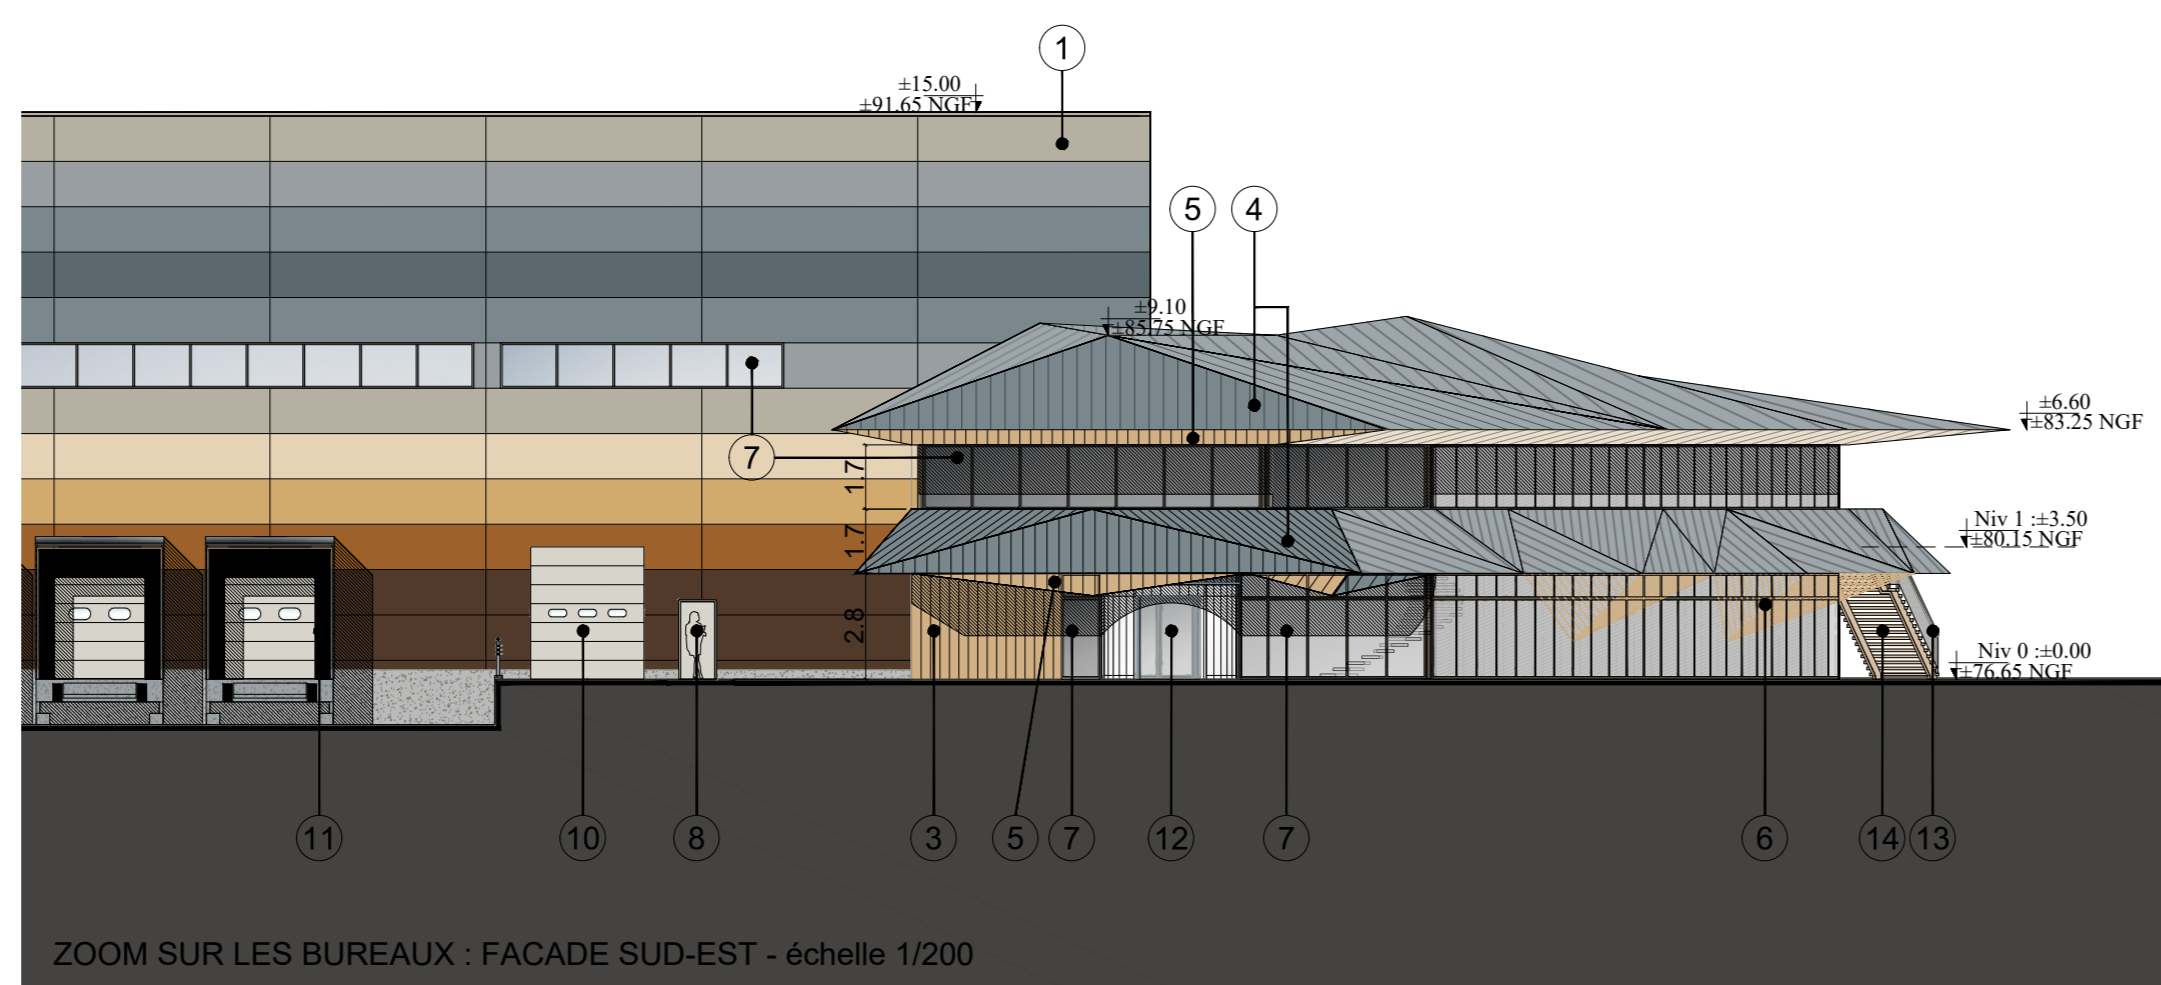 1
±15.00
±91.65 NGF
5
4
±9.10
±85.75 NGF
±6.60
±83.25 NGF
7
1.7
1.7
2.8
Niv 1 :±3.50
±80.15 NGF
Niv 0 :±0.00
±76.65 NGF
11
10
8
3
5
7
12
7
6
14
13
ZOOM SUR LES BUREAUX : FACADE SUD-EST - échelle 1/200